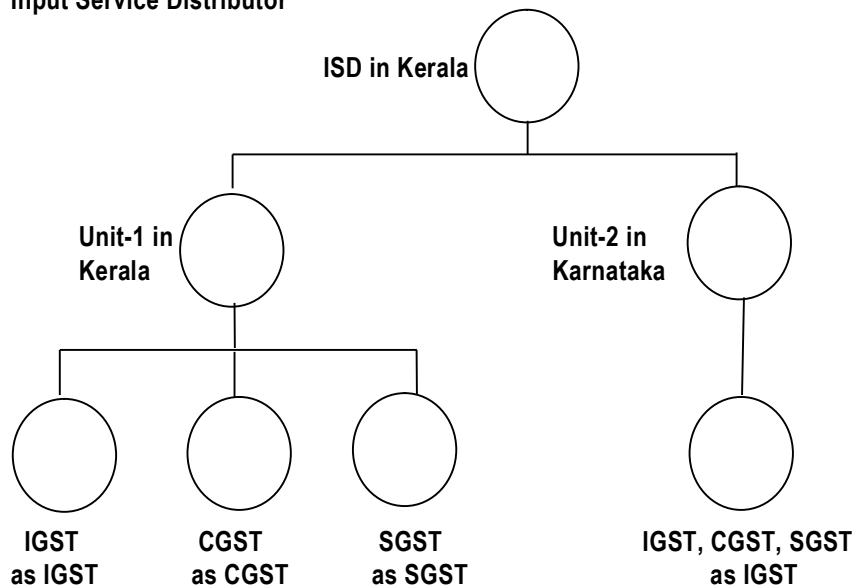 Input Service Distributor
ISD in Kerala
Unit-1 in
Kerala
Unit-2 in
Karnataka
IGST
as IGST
CGST
as CGST
SGST
as SGST
IGST, CGST, SGST
as IGST